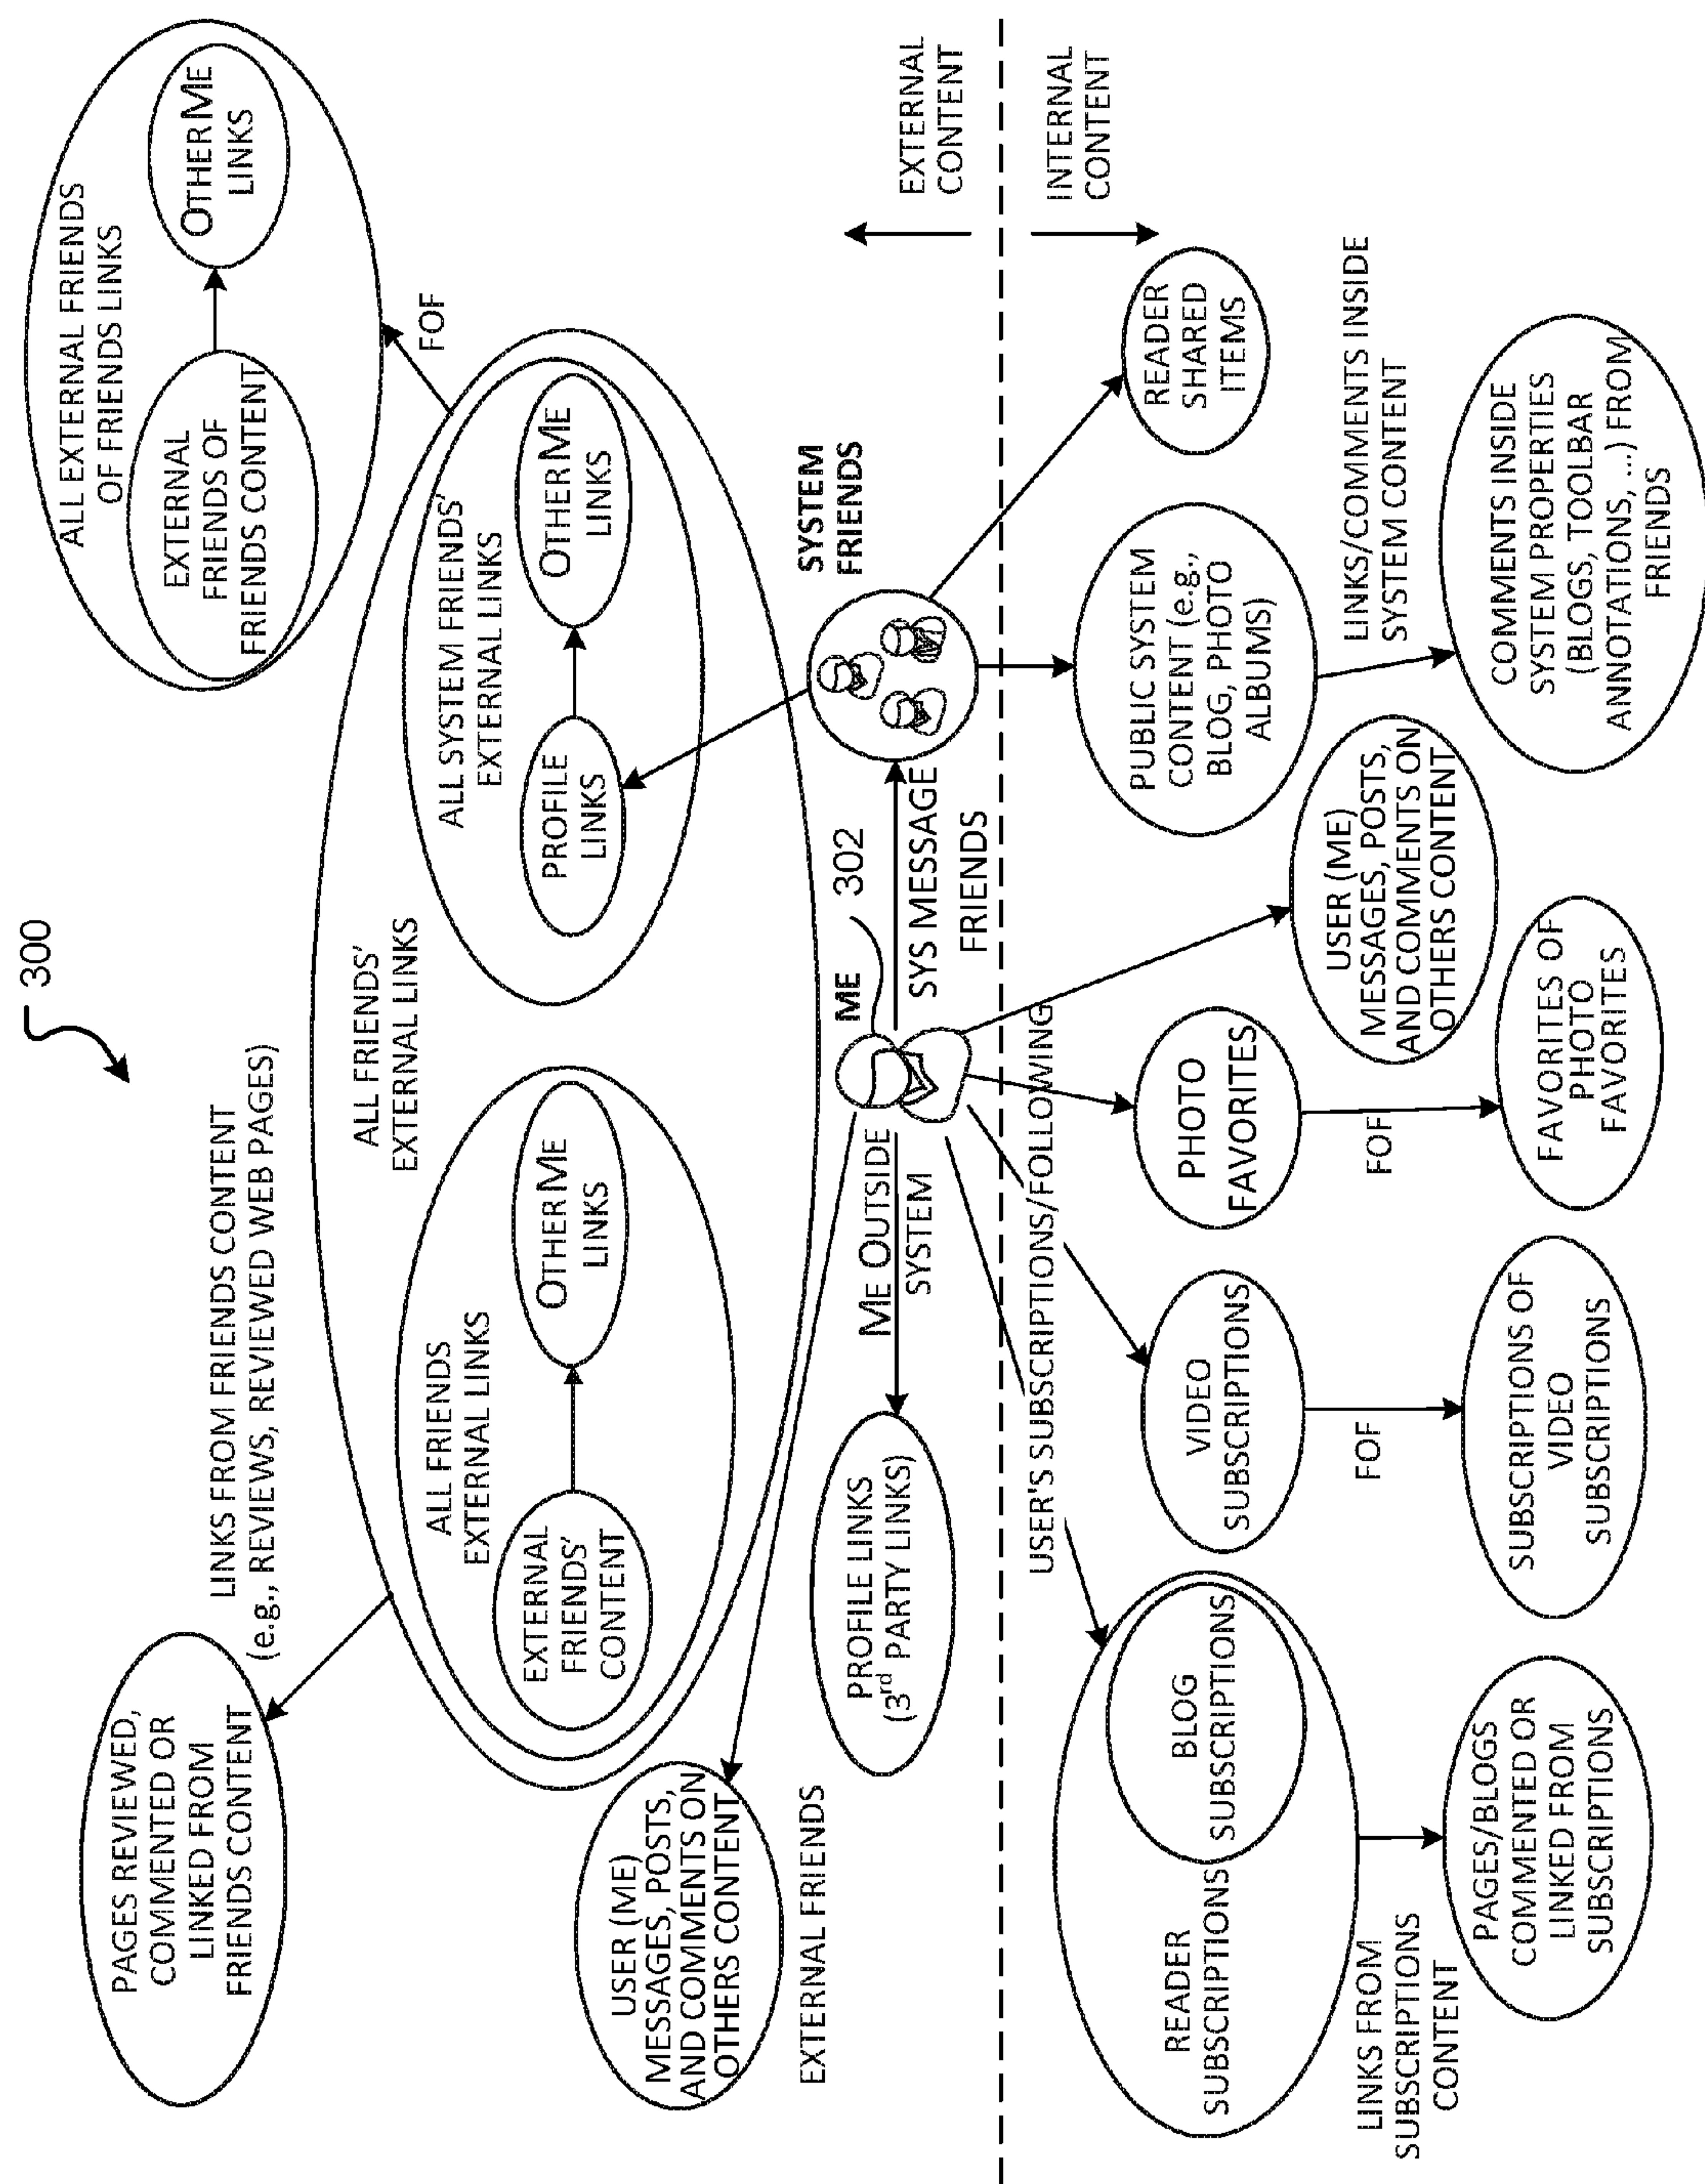 300
LINKS FROM FRIENDS CONTENT
(e.g., REVIEWS, REVIEWED WEB PAGES)
PAGES REVIEWED,
COMMENTED OR
LINKED FROM
FRIENDS CONTENT
ALL FRIENDS'
EXTERNAL LINKS
ALL FRIENDS
EXTERNAL LINKS
EXTERNAL
FRIENDS'
CONTENT
OTHER ME
LINKS
ALL SYSTEM FRIENDS'
EXTERNAL LINKS
PROFILE
LINKS
OTHER ME
LINKS
FOF
ALL EXTERNAL FRIENDS
OF FRIENDS LINKS
EXTERNAL
FRIENDS OF
FRIENDS CONTENT
OTHER ME
LINKS
USER (ME)
MESSAGES, POSTS,
AND COMMENTS ON
OTHERS CONTENT
EXTERNAL FRIENDS
PROFILE LINKS
(3rd PARTY LINKS)
ME OUTSIDE
SYSTEM
ME
302
SYS MESSAGE
FRIENDS
SYSTEM
FRIENDS
EXTERNAL
CONTENT
INTERNAL
CONTENT
USER'S SUBSCRIPTIONS/FOLLOWING
READER
SUBSCRIPTIONS
BLOG
SUBSCRIPTIONS
LINKS FROM
SUBSCRIPTIONS
CONTENT
PAGES/BLOGS
COMMENTED OR
LINKED FROM
SUBSCRIPTIONS
VIDEO
SUBSCRIPTIONS
FOF
SUBSCRIPTIONS OF
VIDEO
SUBSCRIPTIONS
PHOTO
FAVORITES
FOF
FAVORITES OF
PHOTO
FAVORITES
USER (ME)
MESSAGES, POSTS,
AND COMMENTS ON
OTHERS CONTENT
PUBLIC SYSTEM
CONTENT (e.g.,
BLOG, PHOTO
ALBUMS)
READER
SHARED
ITEMS
LINKS/COMMENTS INSIDE
SYSTEM CONTENT
COMMENTS INSIDE
SYSTEM PROPERTIES
(BLOGS, TOOLBAR
ANNOTATIONS, ...) FROM
FRIENDS